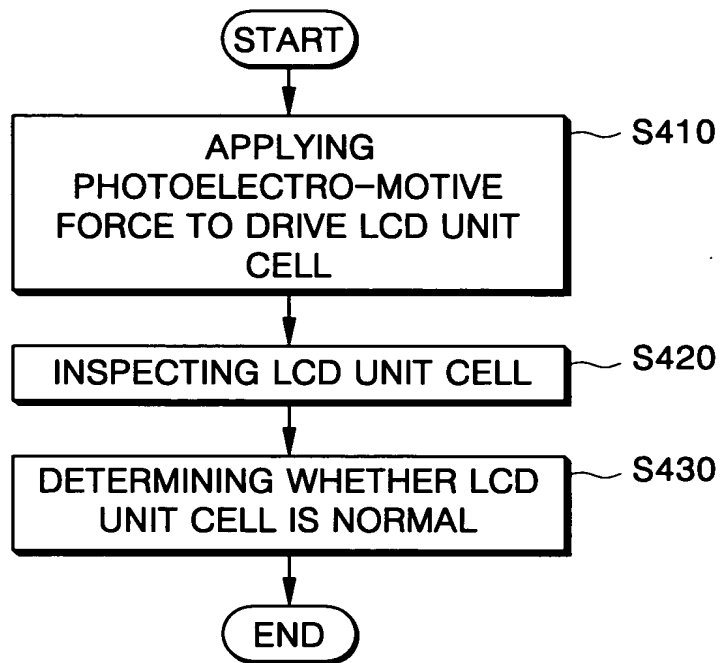 START
APPLYING
PHOTOELECTRO-MOTIVE
FORCE TO DRIVE LCD UNIT
CELL
S410
INSPECTING LCD UNIT CELL
S420
DETERMINING WHETHER LCD
UNIT CELL IS NORMAL
S430
END